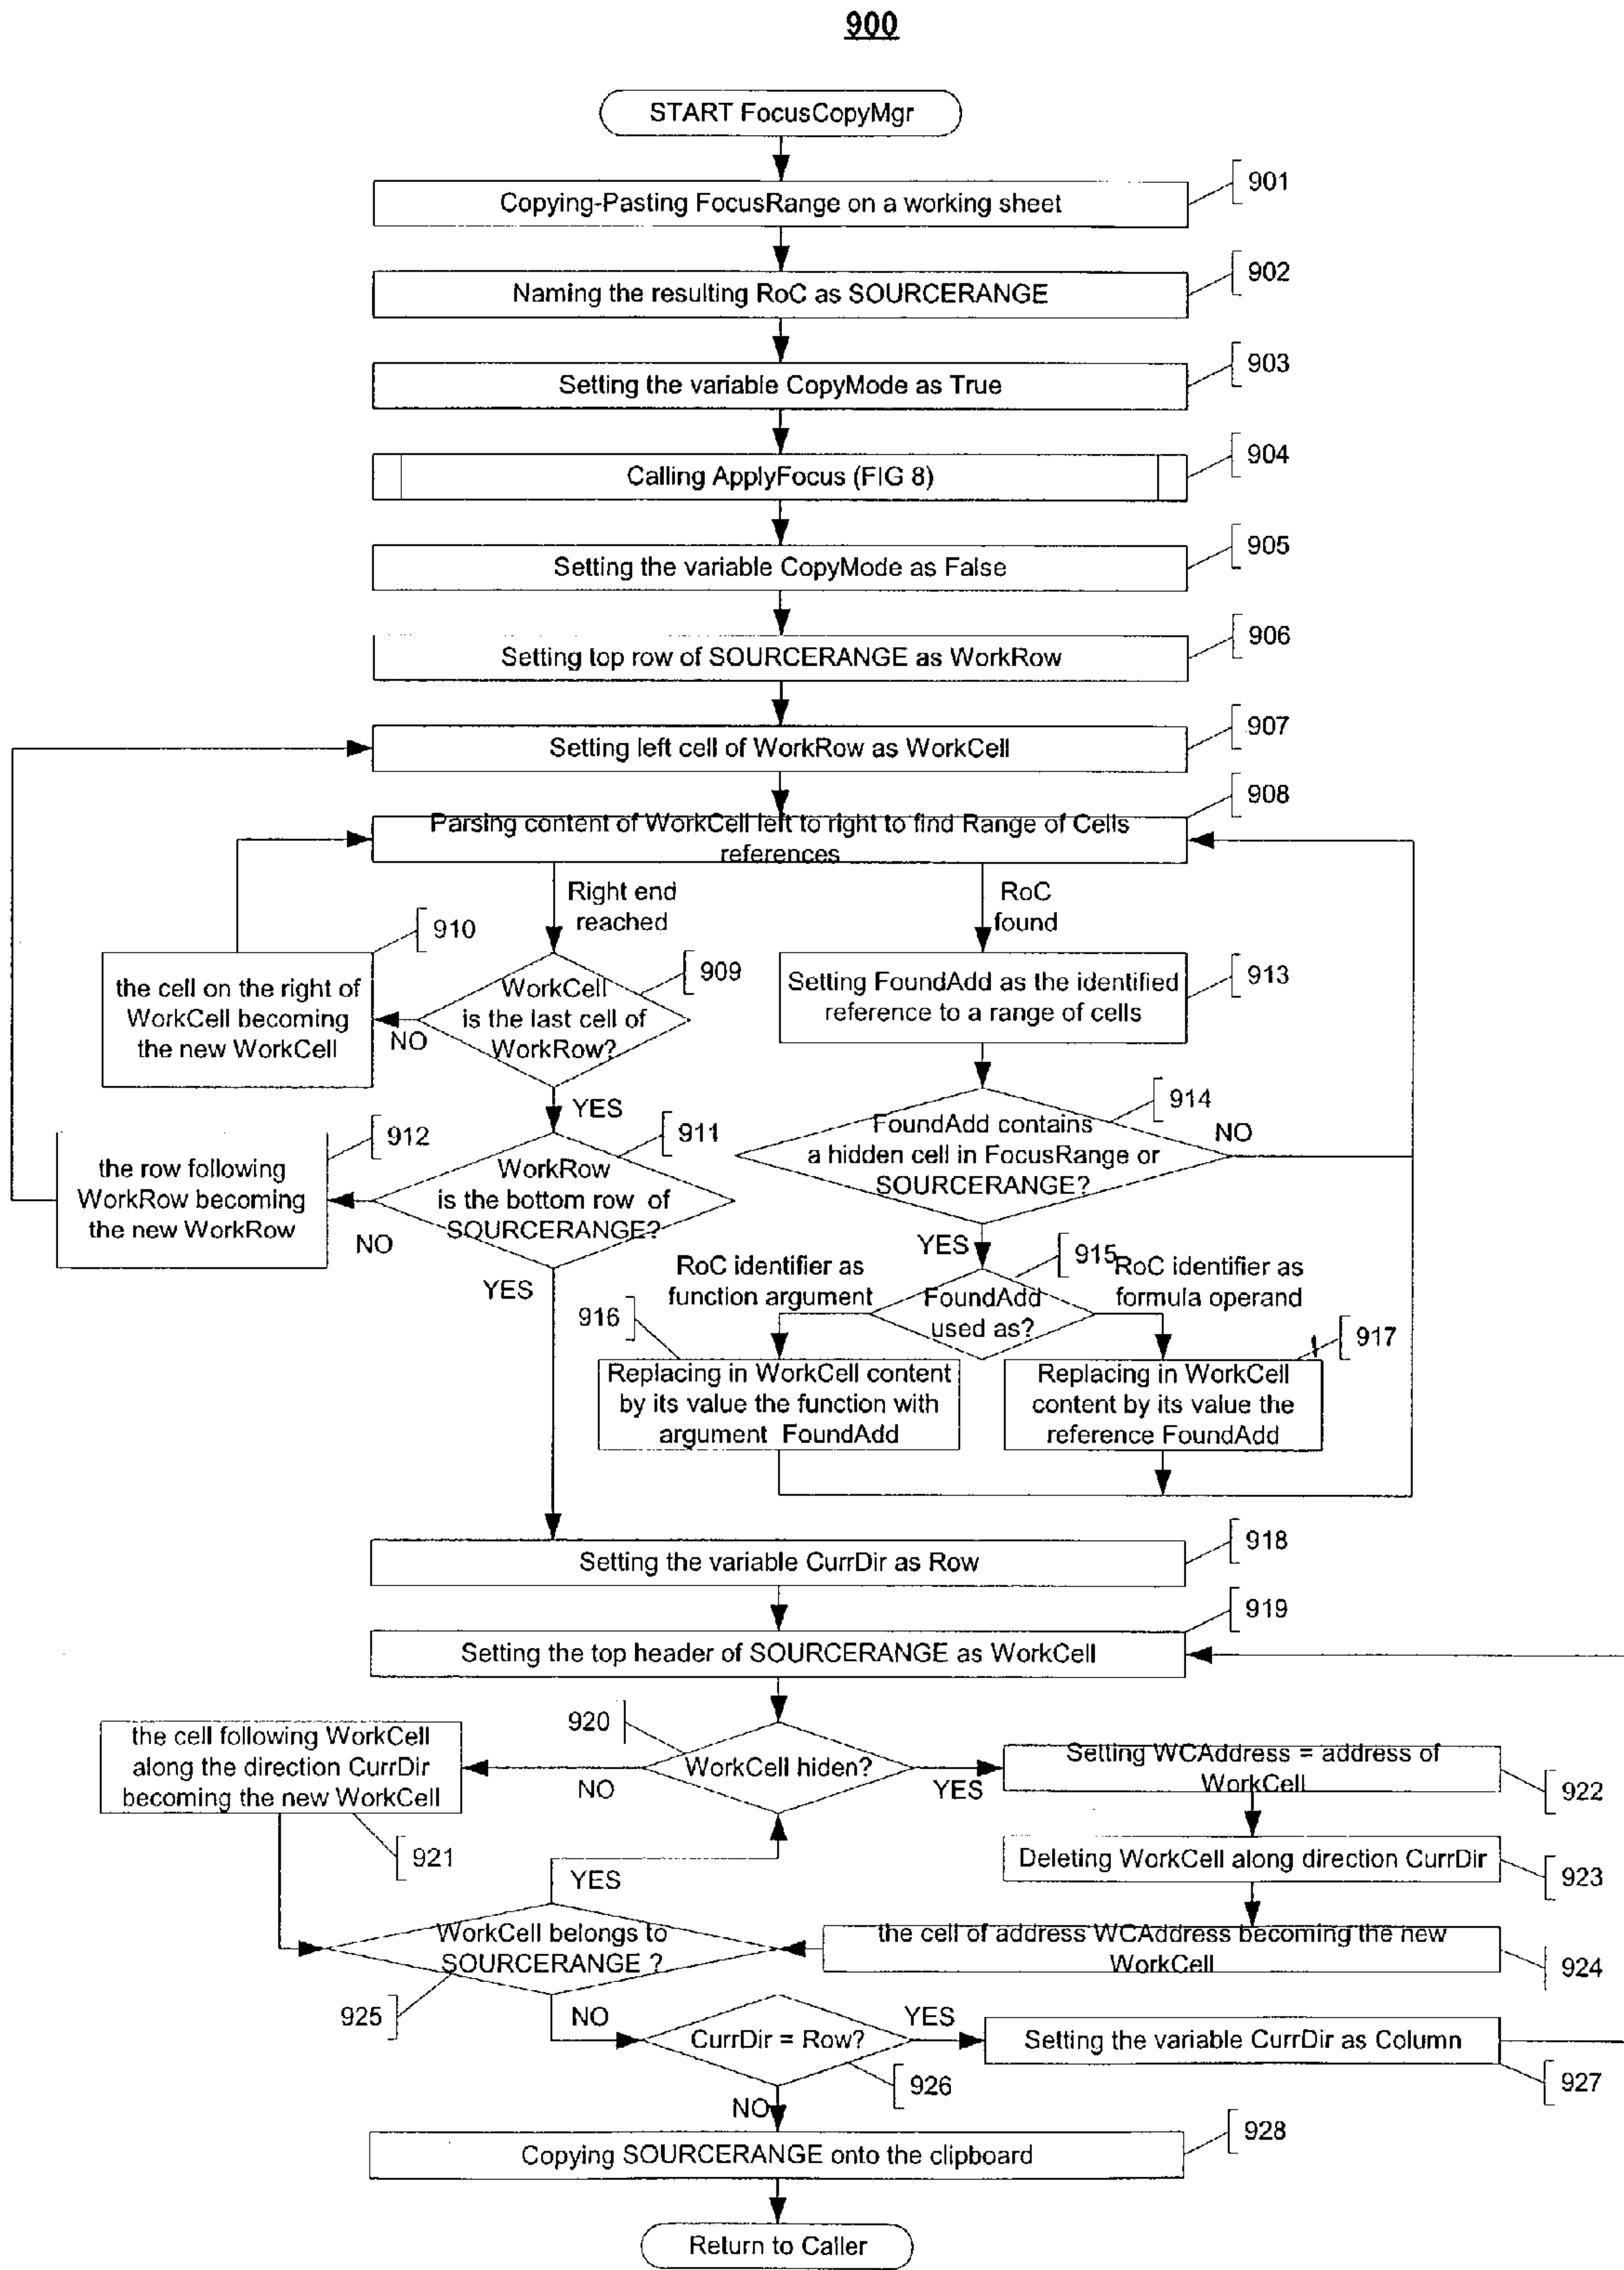 900
START FocusCopyMgr
901
Copying-Pasting FocusRange on a working sheet
902
Naming the resulting RoC as SOURCERANGE
903
Setting the variable CopyMode as True
904
Calling ApplyFocus (FIG 8)
905
Setting the variable CopyMode as False
906
Setting top row of SOURCERANGE as WorkRow
907
Setting left cell of WorkRow as WorkCell
908
Parsing content of WorkCell left to right to find Range of Cells
references
Right end
reached
RoC
found
910
the cell on the right of
WorkCell becoming
the new WorkCell
909
WorkCell
is the last cell of
WorkRow?
NO
YES
913
Setting FoundAdd as the identified
reference to a range of cells
914
FoundAdd contains
a hidden cell in FocusRange or
SOURCERANGE?
NO
YES
912
the row following
WorkRow becoming
the new WorkRow
911
WorkRow
is the bottom row of
SOURCERANGE?
NO
YES
915
FoundAdd
used as?
RoC identifier as
function argument
RoC identifier as
formula operand
916
Replacing in WorkCell content
by its value the function with
argument FoundAdd
917
Replacing in WorkCell
content by its value the
reference FoundAdd
918
Setting the variable CurrDir as Row
919
Setting the top header of SOURCERANGE as WorkCell
920
WorkCell hiden?
NO
YES
the cell following WorkCell
along the direction CurrDir
becoming the new WorkCell
921
Setting WCAddress = address of
WorkCell
922
Deleting WorkCell along direction CurrDir
923
the cell of address WCAddress becoming the new
WorkCell
924
YES
WorkCell belongs to
SOURCERANGE ?
925
NO
CurrDir = Row?
926
YES
Setting the variable CurrDir as Column
927
NO
928
Copying SOURCERANGE onto the clipboard
Return to Caller